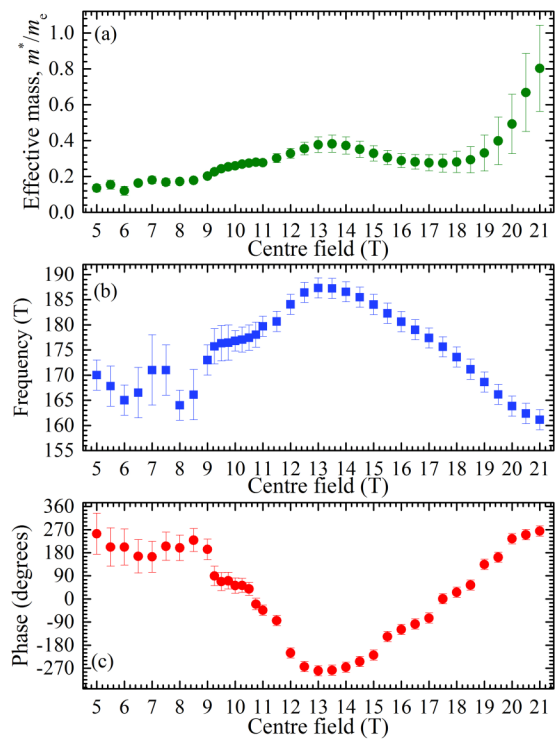 Effective mass, m*/me
1.0
0.8
0.6
0.4
0.2
0.0
(a)
5 6 7 8 9 10 11 12 13 14 15 16 17 18 19 20 21
Centre field (T)
Frequency (T)
190
185
180
175
170
165
160
155
(b)
5 6 7 8 9 10 11 12 13 14 15 16 17 18 19 20 21
Centre field (T)
Phase (degrees)
360
270
180
90
0
-90
-180
-270
(c)
5 6 7 8 9 10 11 12 13 14 15 16 17 18 19 20 21
Centre field (T)